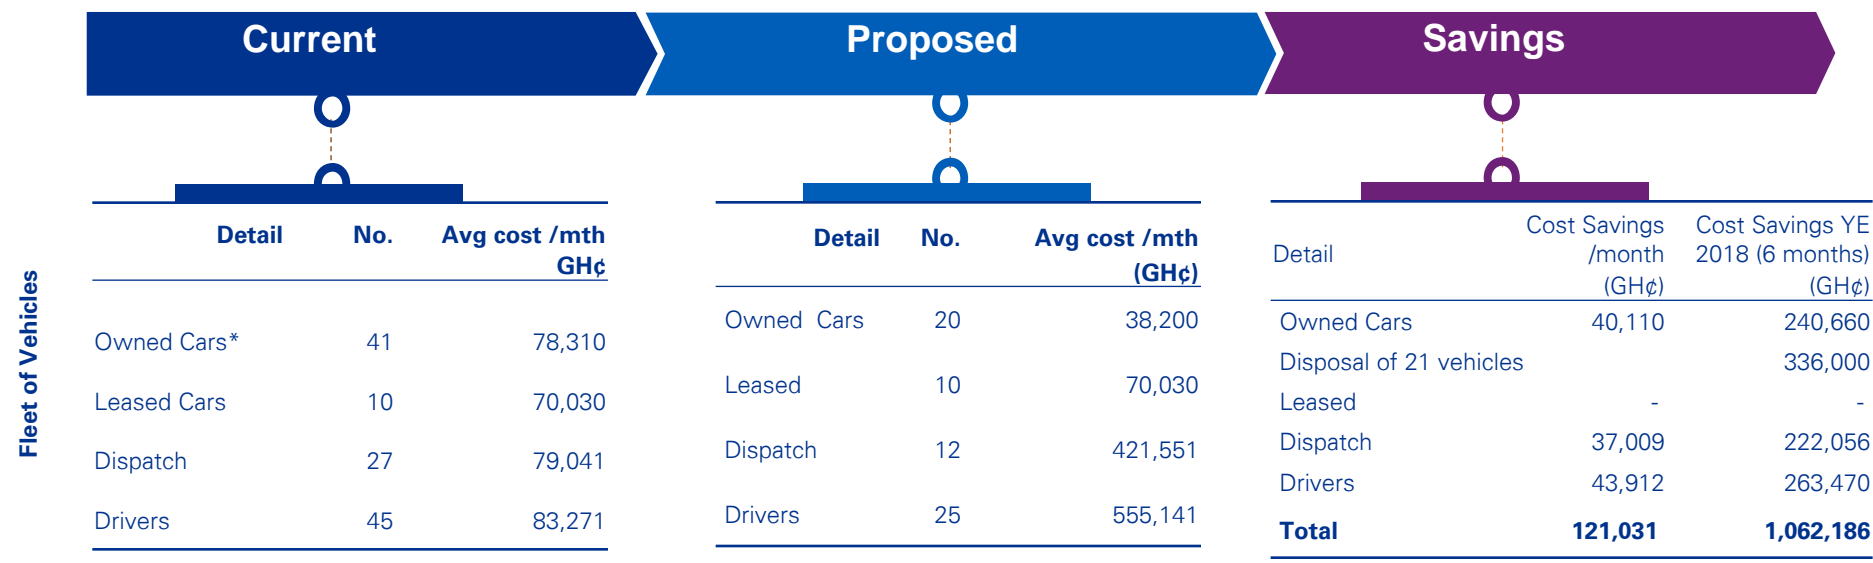 Current
Proposed
Savings
Fleet of Vehicles
Detail No. Avg cost /mth
GH¢
Owned Cars* 41 78,310
Leased Cars 10 70,030
Dispatch 27 79,041
Drivers 45 83,271
Detail No. Avg cost /mth
(GH¢)
Owned Cars 20 38,200
Leased 10 70,030
Dispatch 12 421,551
Drivers 25 555,141
Cost Savings Cost Savings YE
Detail /month 2018 (6 months)
(GH¢) (GH¢)
Owned Cars 40,110 240,660
Disposal of 21 vehicles 336,000
Leased - -
Dispatch 37,009 222,056
Drivers 43,912 263,470
Total 121,031 1,062,186